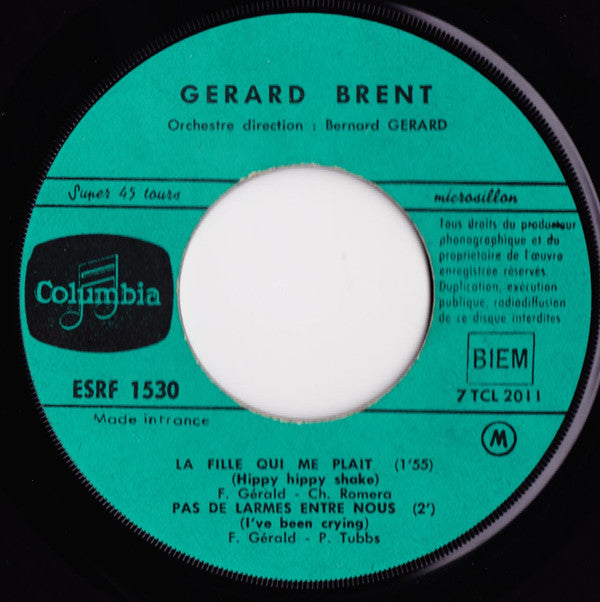 GERARD BRENT
Orchestre direction : Bernard GERARD
Super 45 tours
microsillon
Tous droits du producteur
phonographique et du
proprietaire de l'œuvre
enregistrée réservés.
Duplication, exécution
publique, radiodiffusion
de ce disque interdites
Columbia
BIEM
ESRF 1530
7 TCL 2011
Made in france
M
LA FILLE QUI ME PLAIT (1'55)
(Hippy hippy shake)
F. Gérald - Ch. Romera
PAS DE LARMES ENTRE NOUS (2')
(I've been crying)
F. Gérald - P. Tubbs